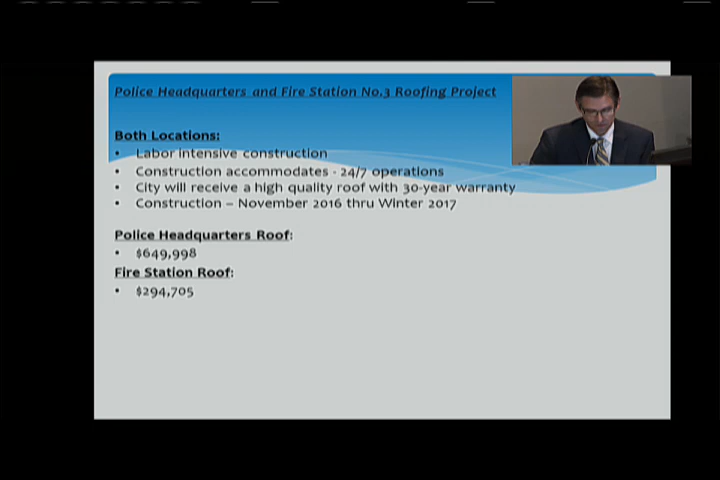 Police Headquarters and Fire Station No.3 Roofing Project
Both Locations:
• Labor intensive construction
• Construction accommodates - 24/7 operations
• City will receive a high quality roof with 30-year warranty
• Construction – November 2016 thru Winter 2017
Police Headquarters Roof:
• $649,998
Fire Station Roof:
• $294,705